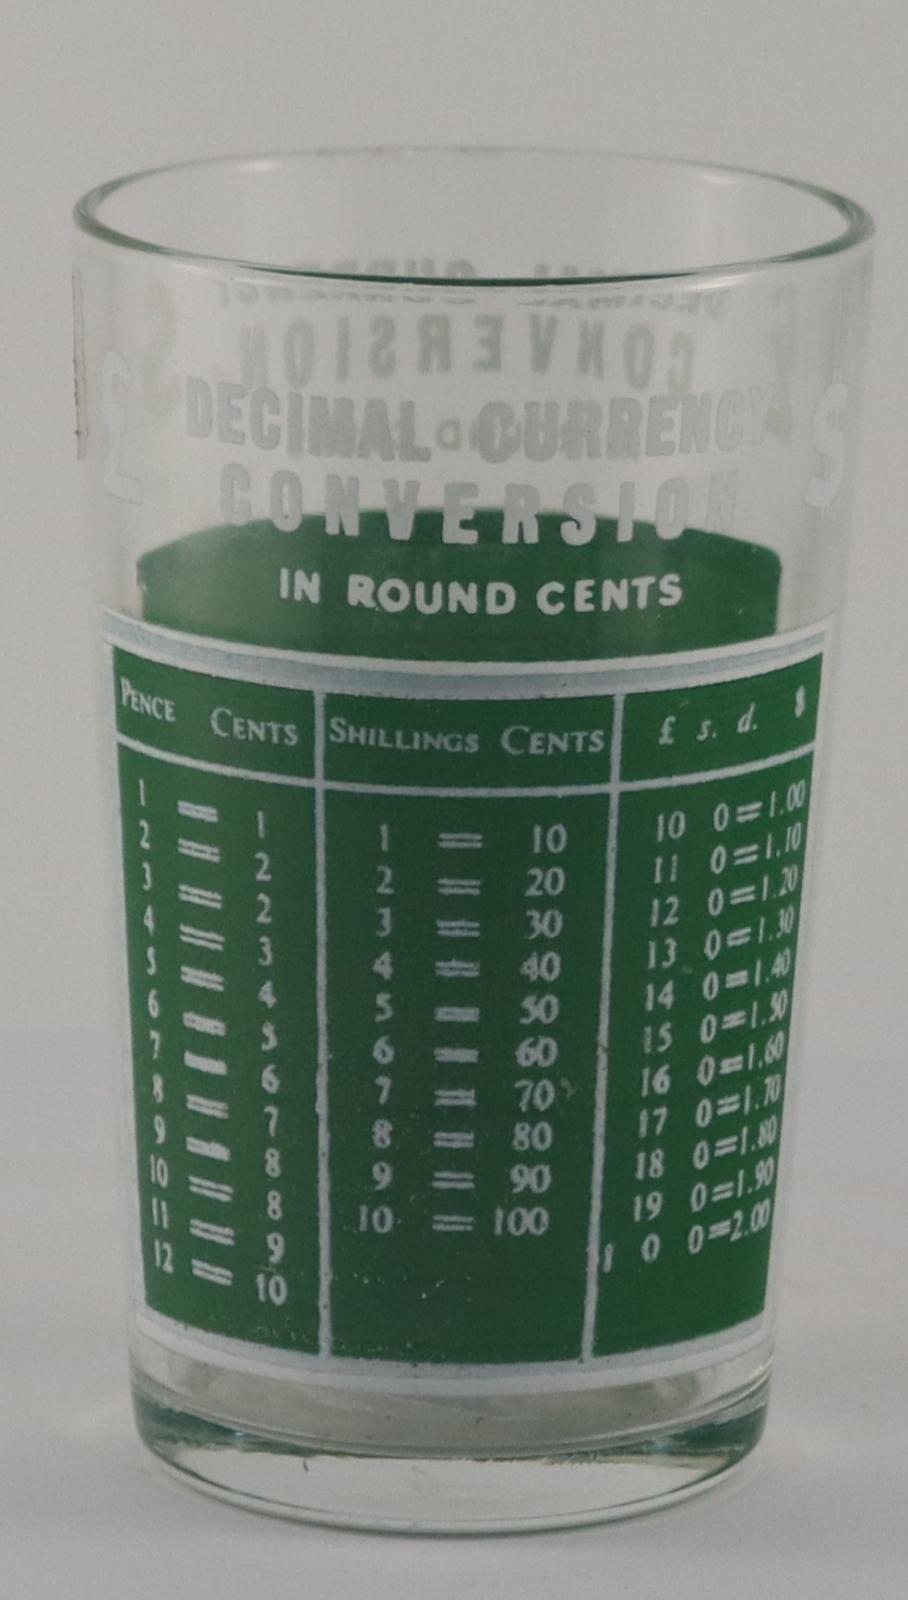 £ DECIMAL CURRENCY $
CONVERSION
IN ROUND CENTS
PENCE CENTS
1 = 1
2 = 2
3 = 2
4 = 3
5 = 4
6 = 5
7 = 6
8 = 7
9 = 8
10 = 8
11 = 9
12 = 10
SHILLINGS CENTS
1 = 10
2 = 20
3 = 30
4 = 40
5 = 50
6 = 60
7 = 70
8 = 80
9 = 90
10 = 100
£ s. d. $
10 0 = 1.00
11 0 = 1.10
12 0 = 1.20
13 0 = 1.30
14 0 = 1.40
15 0 = 1.50
16 0 = 1.60
17 0 = 1.70
18 0 = 1.80
19 0 = 1.90
1 0 0 = 2.00